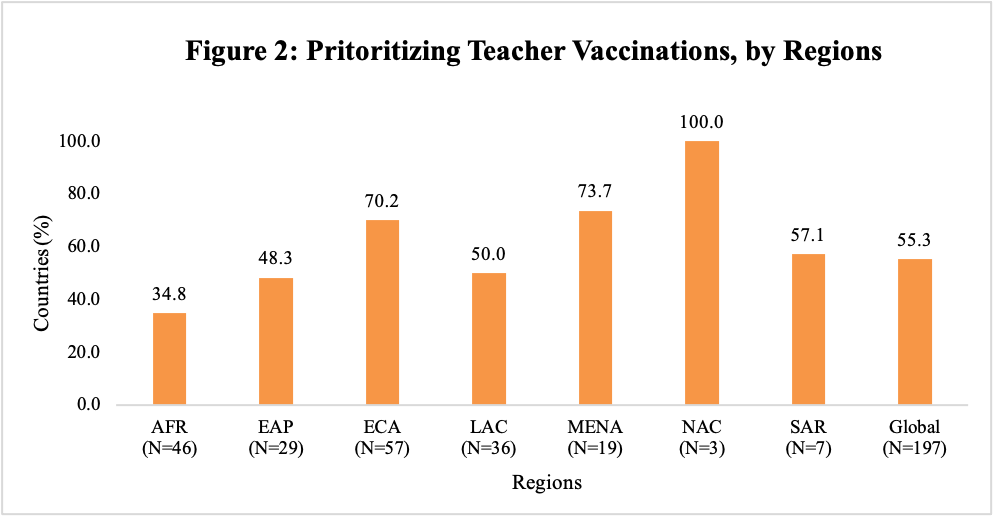 Figure 2: Pritoritizing Teacher Vaccinations, by Regions
100.0
80.0
60.0
40.0
20.0
0.0
Countries (%)
34.8
48.3
70.2
50.0
73.7
100.0
57.1
55.3
AFR
(N=46)
EAP
(N=29)
ECA
(N=57)
LAC
(N=36)
MENA
(N=19)
NAC
(N=3)
SAR
(N=7)
Global
(N=197)
Regions